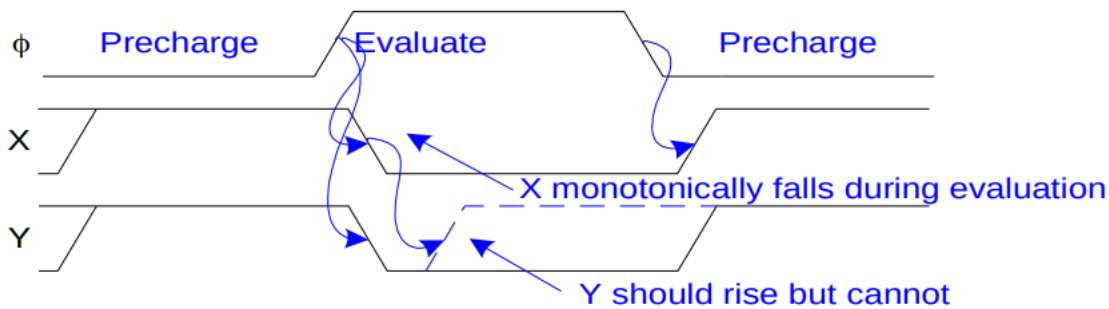 ϕ Precharge Evaluate Precharge
X
X monotonically falls during evaluation
Y
Y should rise but cannot